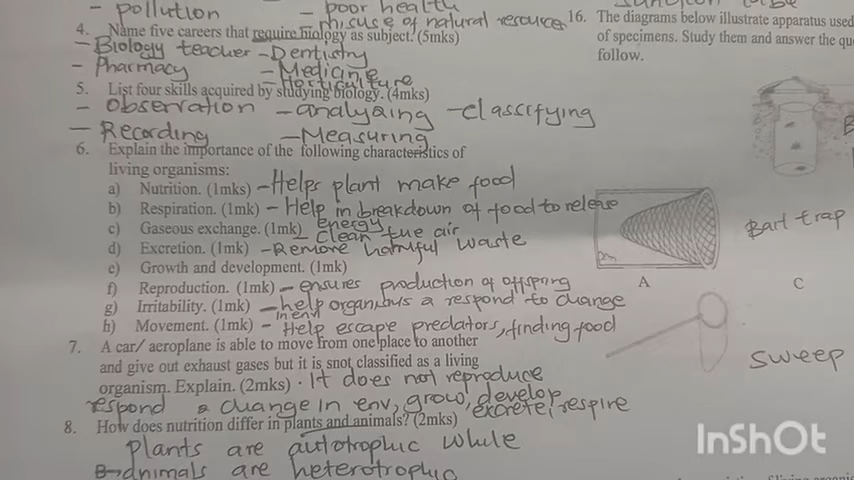 - pollution - poor health
- misuse of natural resources
4. Name five careers that require biology as subject. (5mks)
- Biology teacher - Dentistry
- Pharmacy - Medicine
- Horticulture
5. List four skills acquired by studying biology. (4mks)
- Observation - analyzing - classifying
- Recording - Measuring
6. Explain the importance of the following characteristics of
living organisms:
a) Nutrition. (1mks) - Helps plant make food
b) Respiration. (1mk) - Help in breakdown of food to release
energy
c) Gaseous exchange. (1mk) - clean the air
d) Excretion. (1mk) - Remove harmful waste
e) Growth and development. (1mk)
f) Reproduction. (1mk) - ensures production of offspring
g) Irritability. (1mk) - help organisms a respond to change
in env
h) Movement. (1mk) - Help escape predators, finding food
7. A car/ aeroplane is able to move from one place to another
and give out exhaust gases but it is snot classified as a living
organism. Explain. (2mks) . It does not reproduce
respond a change in env, grow, develop
excrete, respire
8. How does nutrition differ in plants and animals? (2mks)
plants are autotrophic while
animals are heterotrophic
16. The diagrams below illustrate apparatus used
of specimens. Study them and answer the qu
follow.
B
Bait trap
A
C
sweep
InShOt